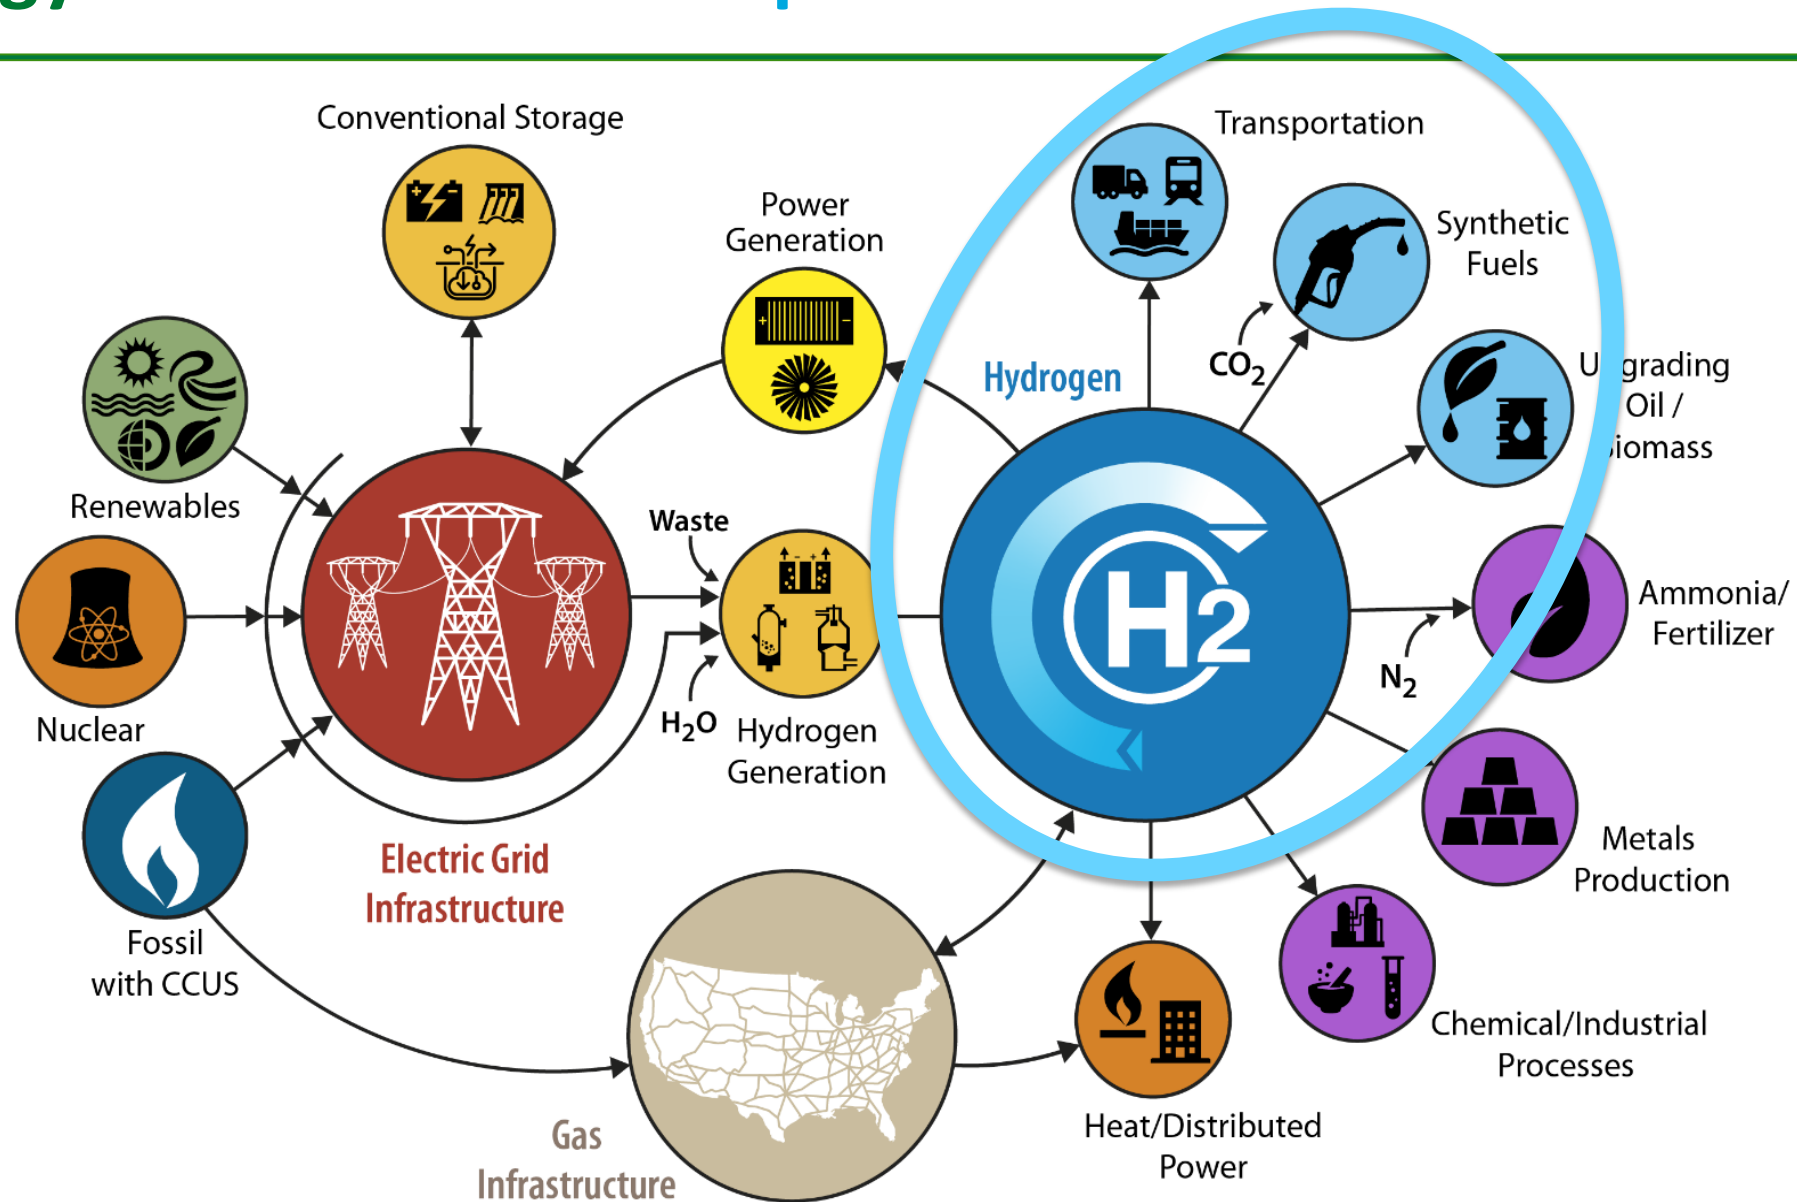 Conventional Storage
Transportation
Power
Generation
Synthetic
Fuels
CO2
Hydrogen
Oil /
Renewables
Waste
H2
Ammonia/
Fertilizer
N2
Nuclear
H2O
Hydrogen
Generation
Metals
Production
Electric Grid
Infrastructure
Fossil
with CCUS
Chemical/Industrial
Processes
Heat/Distributed
Power
Gas
Infrastructure